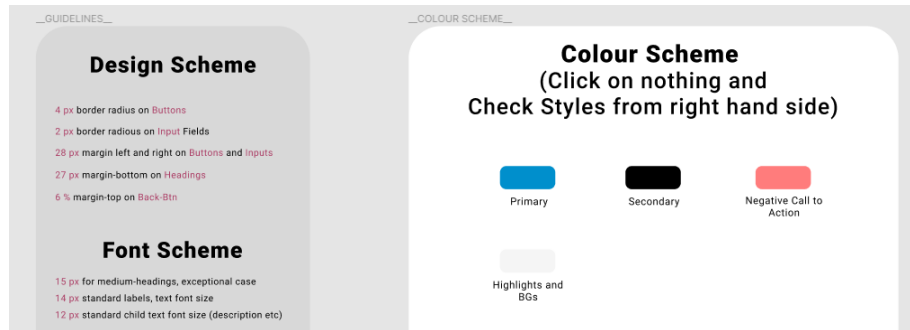 __GUIDELINES__
Design Scheme
4 px border radius on Buttons
2 px border radious on Input Fields
28 px margin left and right on Buttons and Inputs
27 px margin-bottom on Headings
6 % margin-top on Back-Btn
Font Scheme
15 px for medium-headings, exceptional case
14 px standard labels, text font size
12 px standard child text font size (description etc)
__COLOUR SCHEME__
Colour Scheme
(Click on nothing and
Check Styles from right hand side)
Primary
Secondary
Negative Call to
Action
Highlights and
BGs